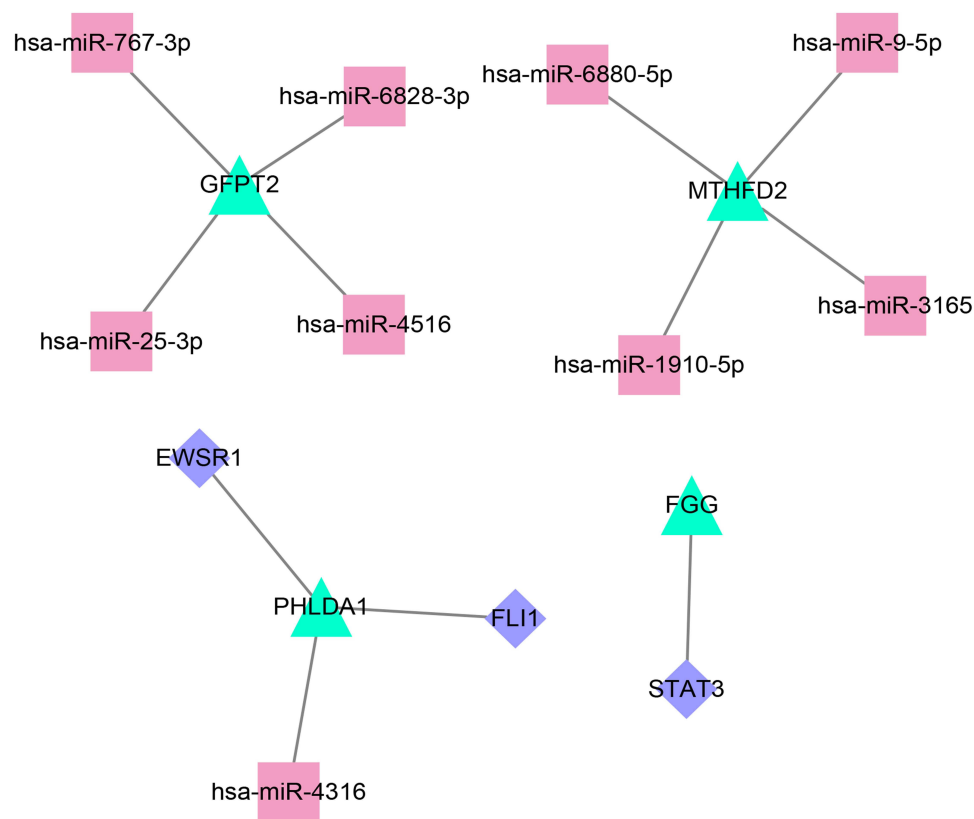 hsa-miR-767-3p
hsa-miR-6828-3p
GFPT2
hsa-miR-25-3p
hsa-miR-4516
hsa-miR-9-5p
hsa-miR-6880-5p
MTHFD2
hsa-miR-3165
hsa-miR-1910-5p
EWSR1
PHLDA1
FLI1
hsa-miR-4316
FGG
STAT3